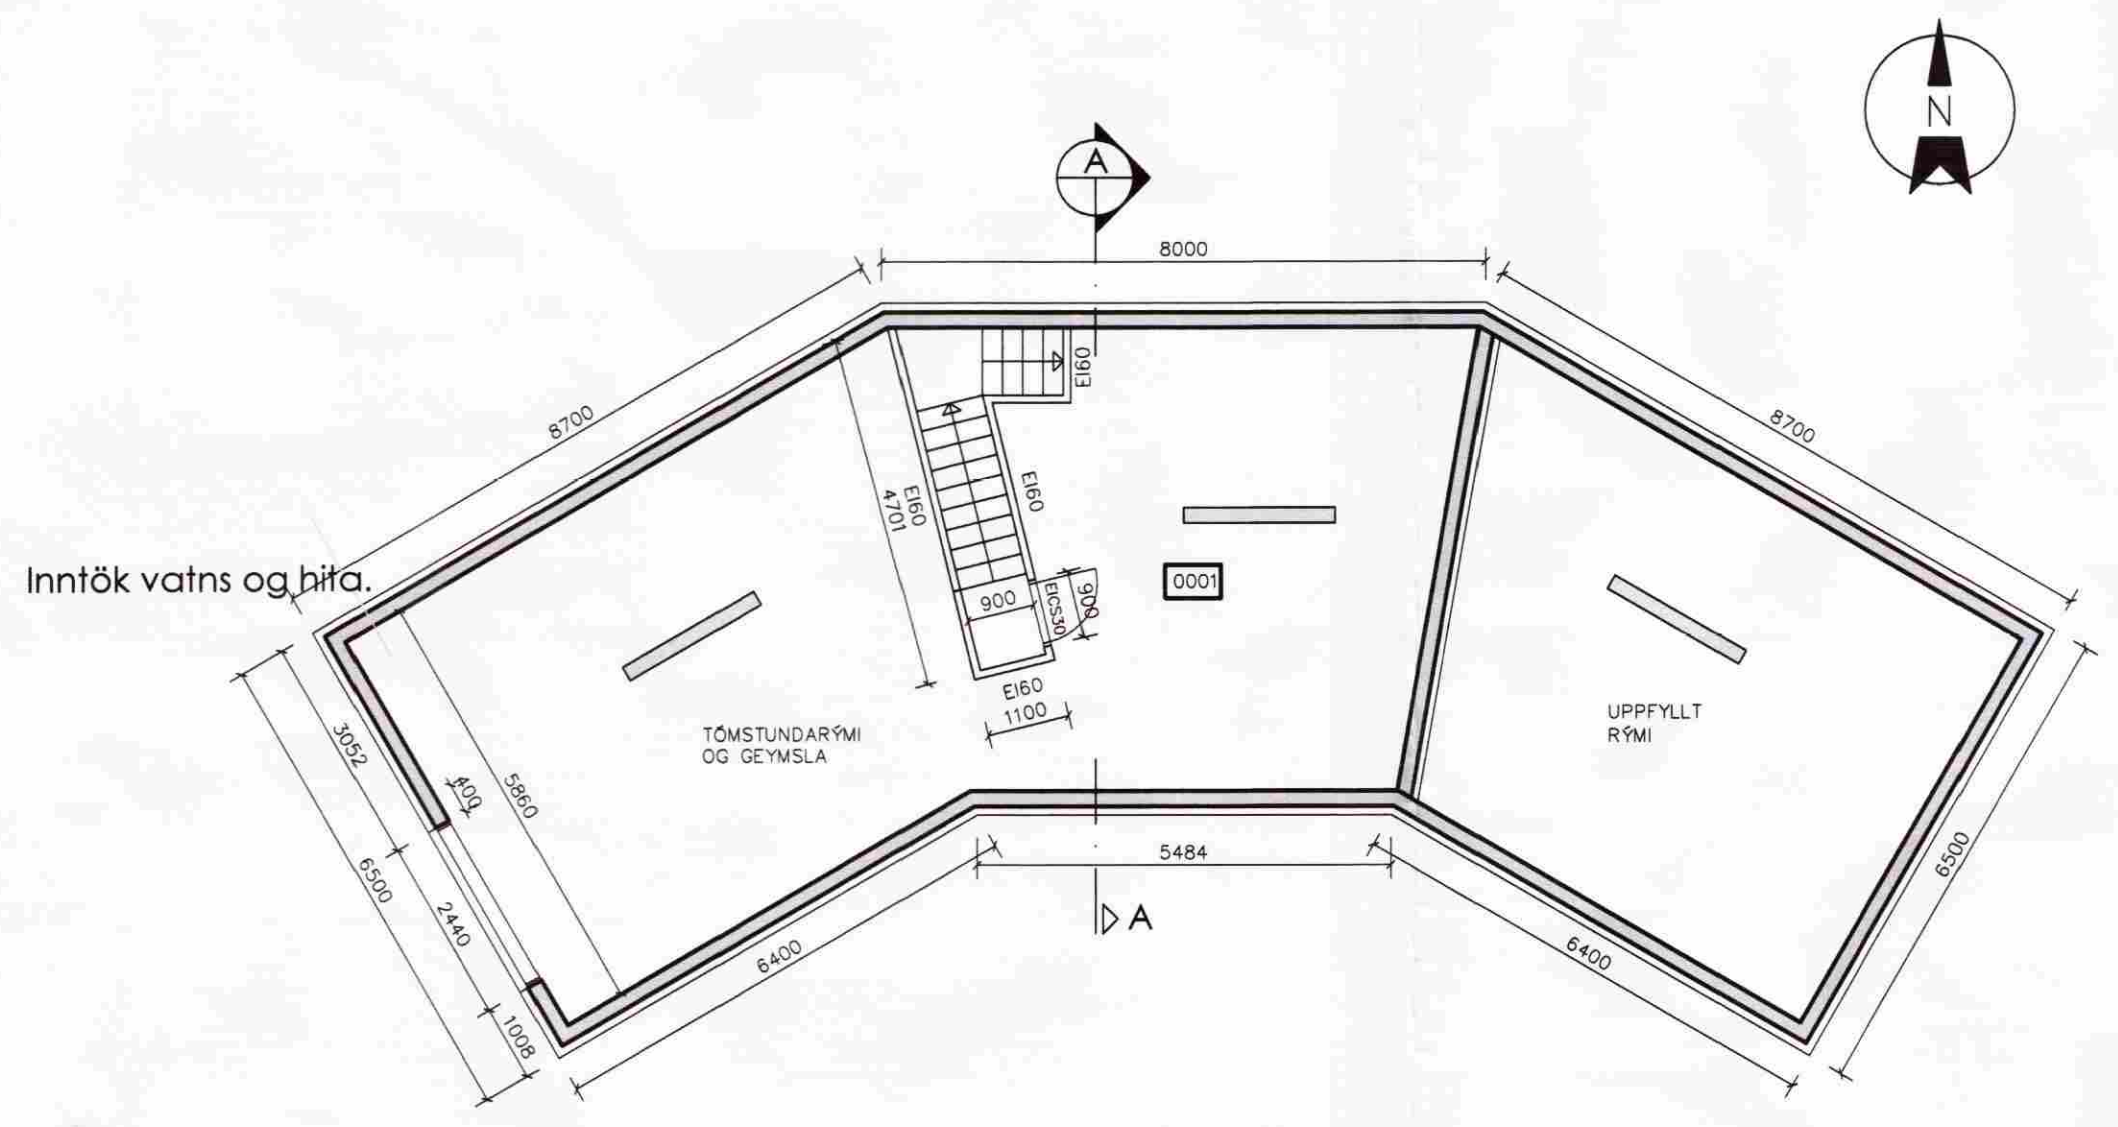 N
A
8000
8700
8700
EI60
EI60
4701
EI60
Inntök vatns og hita.
900
EICS30
900
0001
EI60
1100
TÓMSTUNDARÝMI
OG GEYMSLA
UPPFYLLT
RÝMI
3052
400
5860
6500
2440
1008
6400
5484
A
6400
6500